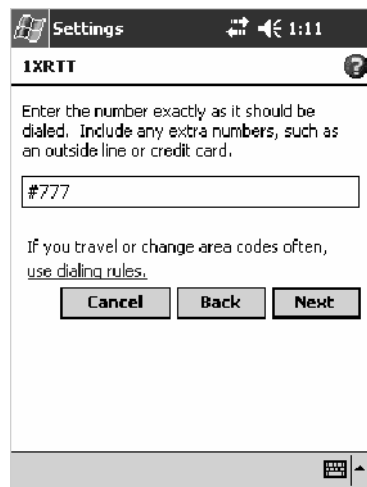 Settings 1:11
1XRTT
Enter the number exactly as it should be
dialed. Include any extra numbers, such as
an outside line or credit card.
#777
If you travel or change area codes often,
use dialing rules.
Cancel Back Next